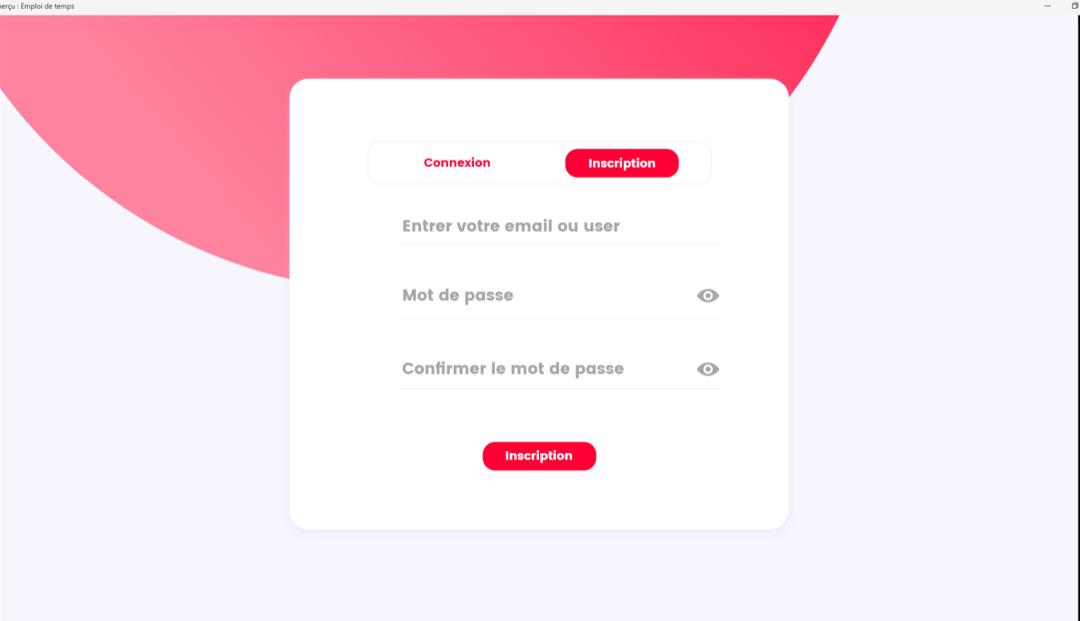 erçu : Emploi de temps
Connexion
Inscription
Entrer votre email ou user
Mot de passe
Confirmer le mot de passe
Inscription